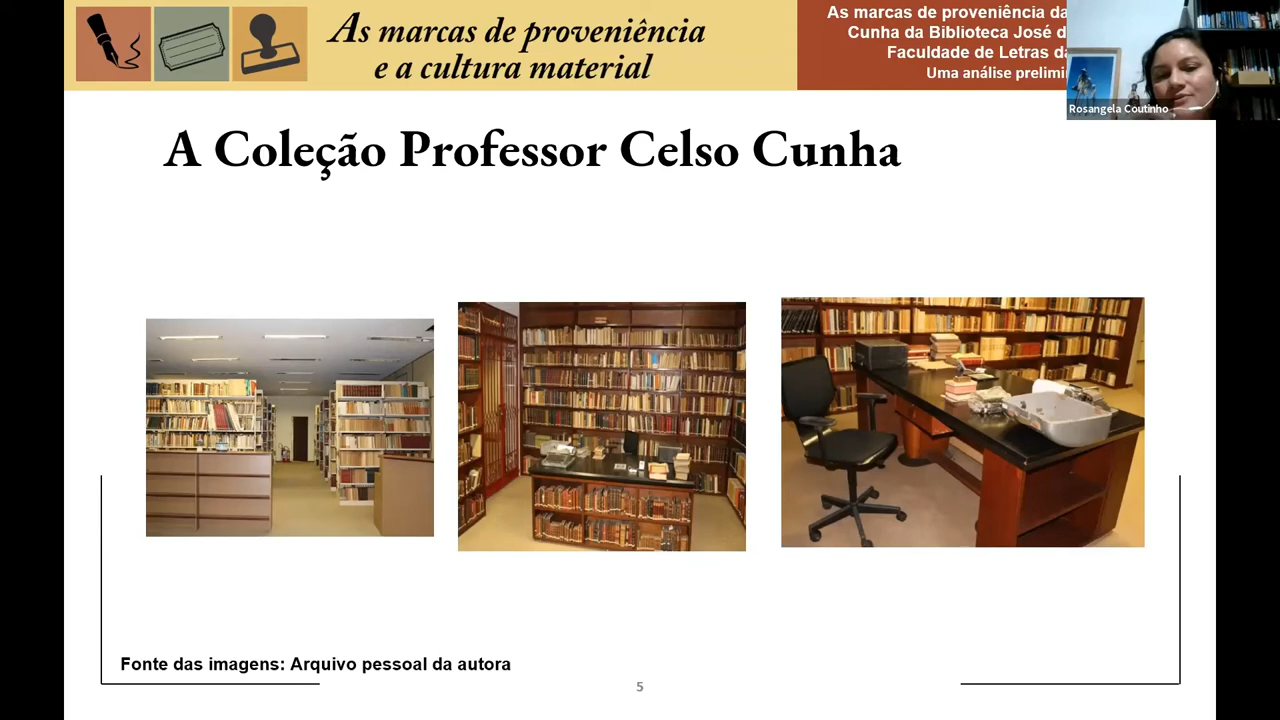 As marcas de proveniência
e a cultura material
As marcas de proveniência da
Cunha da Biblioteca José d
Faculdade de Letras da
Uma análise prelimi
Rosangela Coutinho
A Coleção Professor Celso Cunha
Fonte das imagens: Arquivo pessoal da autora
5